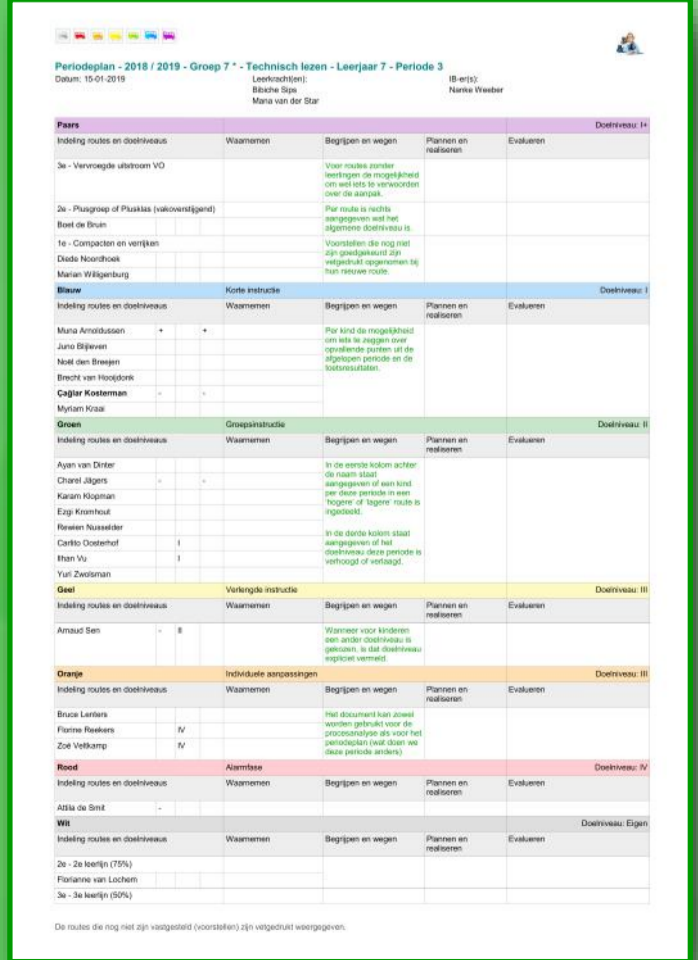 Periodeplan - 2018 / 2019 - Groep 7 * - Technisch lezen - Leerjaar 7 - Periode 3
Datum: 15-01-2019 Leerkracht(en): IB-er(s):
Bibiche Sips Nanke Weeber
Maria van der Star
Paars Doelniveau: I+
Indeling routes en doelniveaus Waarnemen Begrijpen en wegen Plannen en realiseren Evalueren
3e - Vervroegde uitstroom VO
Voor routes zonder
leerlingen de mogelijkheid
om wel iets te verwoorden
over de aanpak.
2e - Plusgroep of Plusklas (vakoverstijgend)
Boet de Bruin
Per route is rechts
aangegeven wat het
algemene doelniveau is.
1e - Compacten en verrijken
Diede Noordhoek
Marian Willigenburg
Voorstellen die nog niet
zijn goedgekeurd zijn
vetgedrukt opgenomen bij
hun nieuwe route.
Blauw Korte instructie Doelniveau: I
Indeling routes en doelniveaus Waarnemen Begrijpen en wegen Plannen en realiseren Evalueren
Muna Arnoldussen + +
Juno Blijleven
Noël den Breejen
Brecht van Hooijdonk
Çağlar Kosterman - -
Myriam Kraai
Per kind de mogelijkheid
om iets te zeggen over
opvallende punten uit de
afgelopen periode en de
toetsresultaten.
Groen Groepsinstructie Doelniveau: II
Indeling routes en doelniveaus Waarnemen Begrijpen en wegen Plannen en realiseren Evalueren
Ayan van Dinter
Charel Jägers - -
Karam Klopman
Ezgi Kromhout
Rewien Nusselder
Carlito Oosterhof I
Ilhan Vu I
Yuri Zwolsman
In de eerste kolom achter
de naam staat
aangegeven of een kind
per deze periode in een
'hogere' of 'lagere' route is
ingedeeld.
In de derde kolom staat
aangegeven of het
doelniveau deze periode is
verhoogd of verlaagd.
Geel Verlengde instructie Doelniveau: III
Indeling routes en doelniveaus Waarnemen Begrijpen en wegen Plannen en realiseren Evalueren
Arnaud Sen - II
Wanneer voor kinderen
een ander doelniveau is
gekozen, is dat doelniveau
expliciet vermeld.
Oranje Individuele aanpassingen Doelniveau: III
Indeling routes en doelniveaus Waarnemen Begrijpen en wegen Plannen en realiseren Evalueren
Bruce Lenters
Florine Reekers IV
Zoé Veltkamp IV
Het document kan zowel
worden gebruikt voor de
procesanalyse als voor het
periodeplan (wat doen we
deze periode anders)
Rood Alarmfase Doelniveau: IV
Indeling routes en doelniveaus Waarnemen Begrijpen en wegen Plannen en realiseren Evalueren
Attila de Smit -
Wit Doelniveau: Eigen
Indeling routes en doelniveaus Waarnemen Begrijpen en wegen Plannen en realiseren Evalueren
2e - 2e leerlijn (75%)
Florianne van Lochem
3e - 3e leerlijn (50%)
De routes die nog niet zijn vastgesteld (voorstellen) zijn vetgedrukt weergegeven.